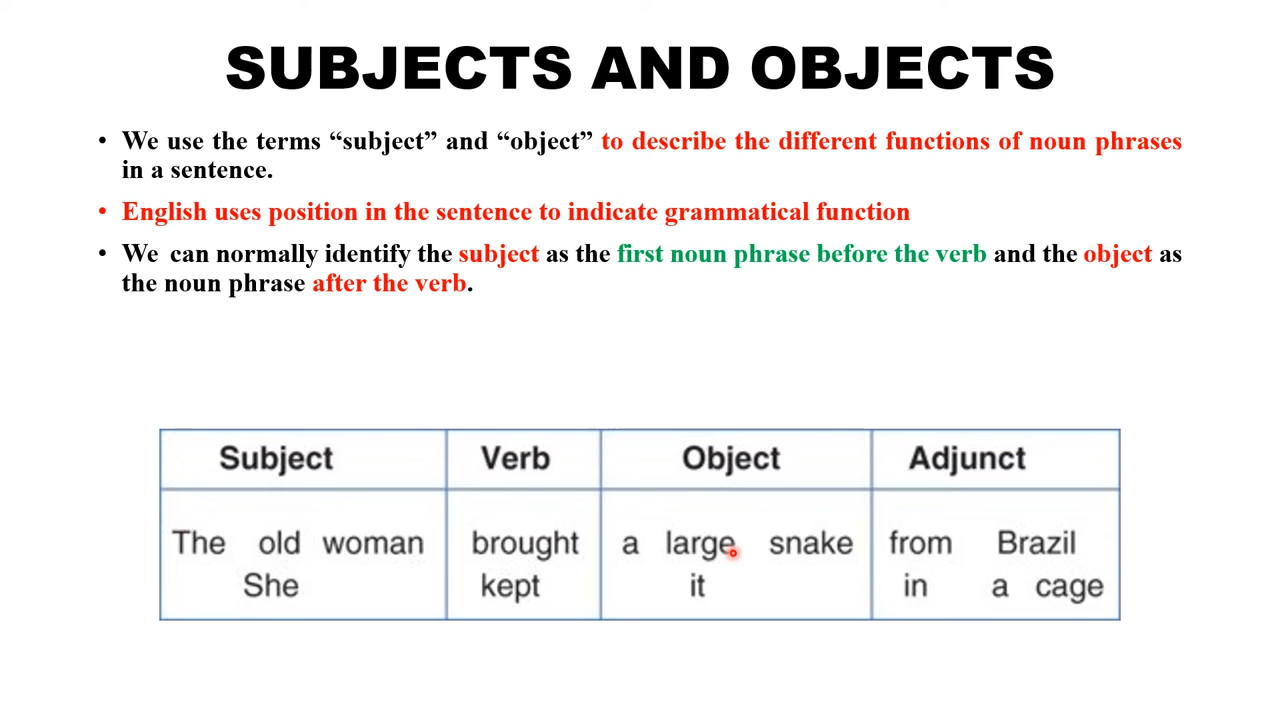 SUBJECTS AND OBJECTS
• We use the terms “subject” and “object” to describe the different functions of noun phrases
in a sentence.
• English uses position in the sentence to indicate grammatical function
• We can normally identify the subject as the first noun phrase before the verb and the object as
the noun phrase after the verb.
Subject Verb Object Adjunct
The old woman brought a large snake from Brazil
She kept it in a cage